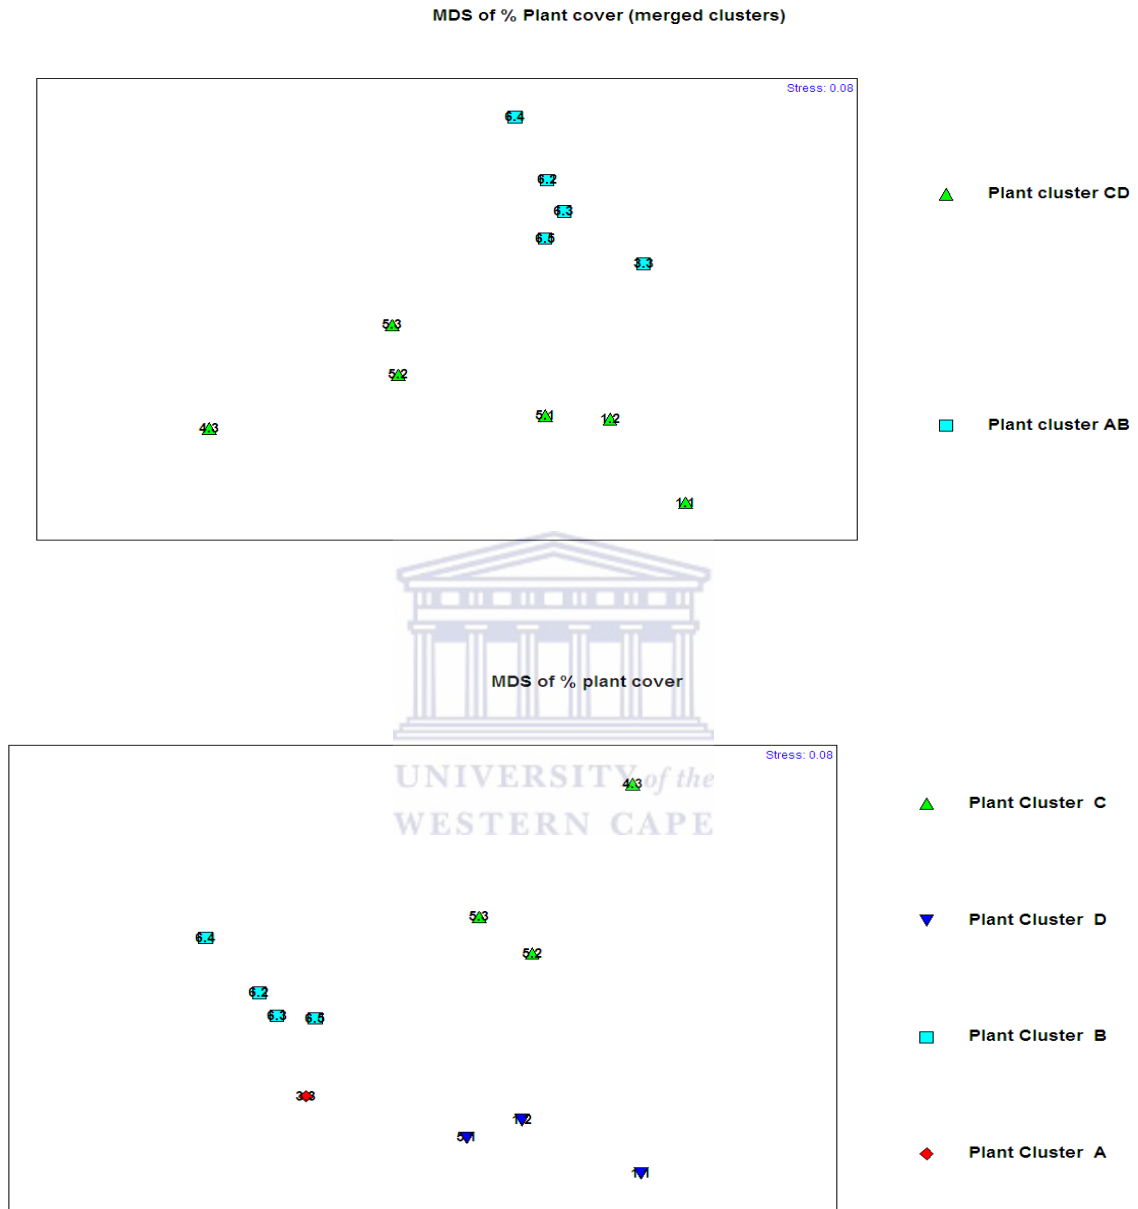 MDS of % Plant cover (merged clusters)
Stress: 0.08
6.4
6.2
6.3
6.5
3.3
5.3
5.2
5.1
1.2
4.3
1.1
Plant cluster CD
Plant cluster AB
MDS of % plant cover
Stress: 0.08
UNIVERSITY of the
WESTERN CAPE
4.3
5.3
5.2
6.4
6.2
6.3
6.5
3.3
1.2
5.1
1.1
Plant Cluster C
Plant Cluster D
Plant Cluster B
Plant Cluster A